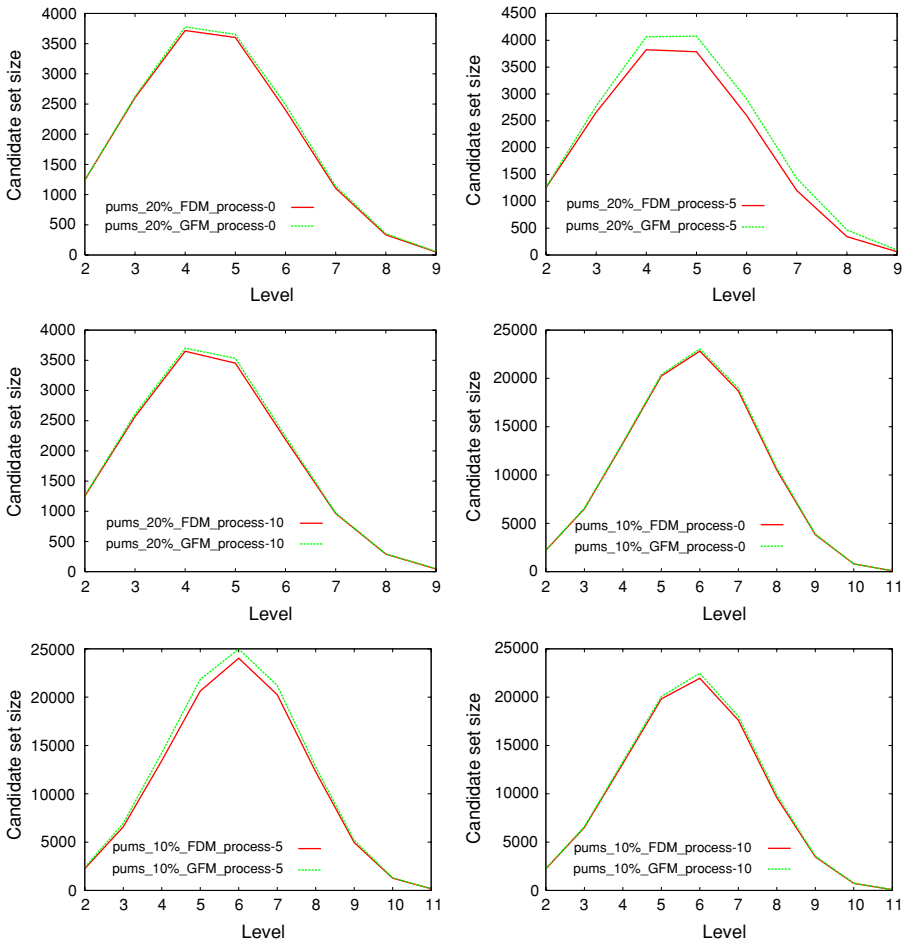 4000
3500
3000
2500
2000
1500
1000
500
0
Candidate set size
pums_20%_FDM_process-0
pums_20%_GFM_process-0
2 3 4 5 6 7 8 9
Level
4500
4000
3500
3000
2500
2000
1500
1000
500
0
Candidate set size
pums_20%_FDM_process-5
pums_20%_GFM_process-5
2 3 4 5 6 7 8 9
Level
4000
3500
3000
2500
2000
1500
1000
500
0
Candidate set size
pums_20%_FDM_process-10
pums_20%_GFM_process-10
2 3 4 5 6 7 8 9
Level
25000
20000
15000
10000
5000
0
Candidate set size
pums_10%_FDM_process-0
pums_10%_GFM_process-0
2 3 4 5 6 7 8 9 10 11
Level
25000
20000
15000
10000
5000
0
Candidate set size
pums_10%_FDM_process-5
pums_10%_GFM_process-5
2 3 4 5 6 7 8 9 10 11
Level
25000
20000
15000
10000
5000
0
Candidate set size
pums_10%_FDM_process-10
pums_10%_GFM_process-10
2 3 4 5 6 7 8 9 10 11
Level